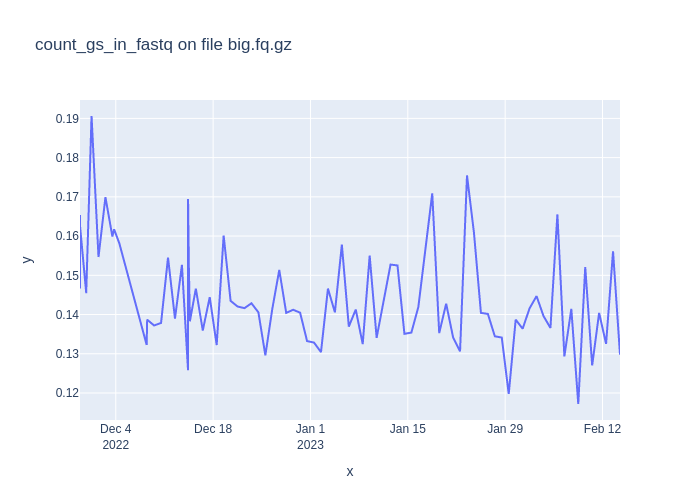 count_gs_in_fastq on file big.fq.gz
0.19
0.18
0.17
0.16
0.15
0.14
0.13
0.12
y
Dec 4
2022
Dec 18
Jan 1
2023
Jan 15
Jan 29
Feb 12
x